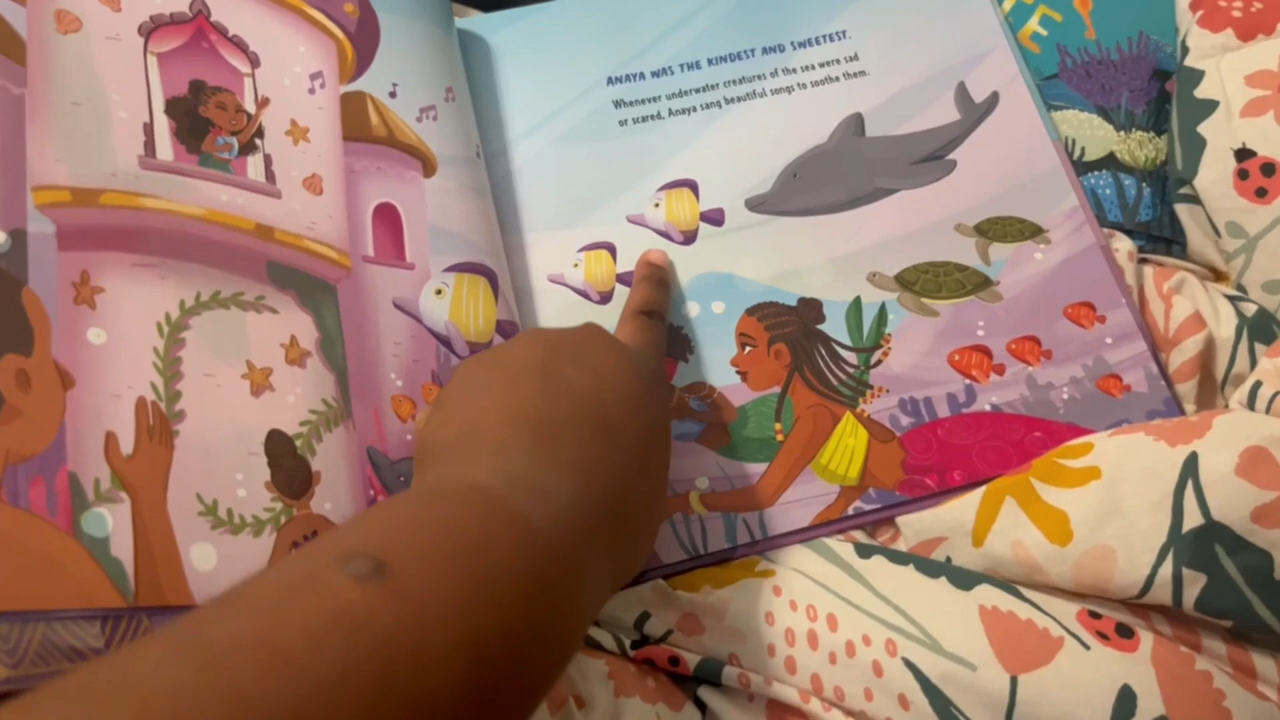 ANAYA WAS THE KINDEST AND SWEETEST.
Whenever underwater creatures of the sea were sad
or scared, Anaya sang beautiful songs to soothe them.